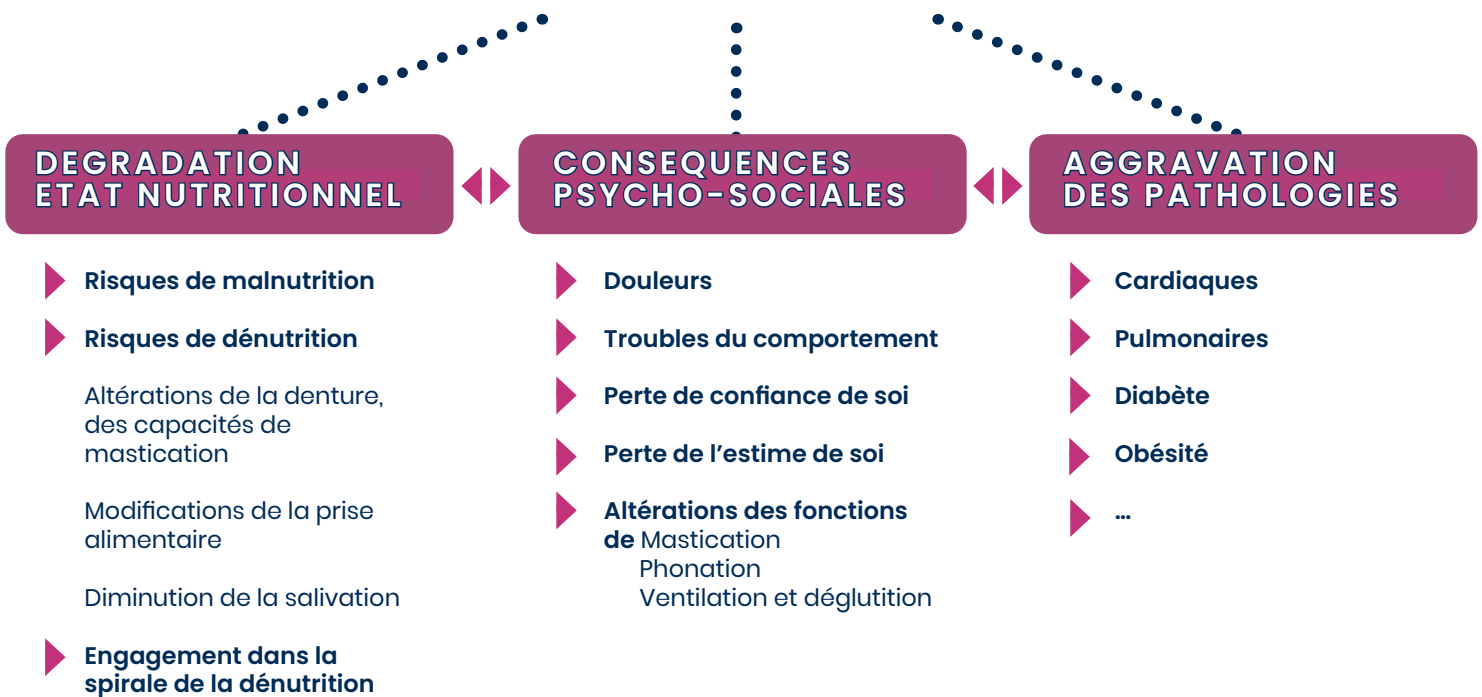 DEGRADATION
ETAT NUTRITIONNEL
Risques de malnutrition
Risques de dénutrition
Altérations de la denture,
des capacités de
mastication
Modifications de la prise
alimentaire
Diminution de la salivation
Engagement dans la
spirale de la dénutrition
CONSEQUENCES
PSYCHO-SOCIALES
Douleurs
Troubles du comportement
Perte de confiance de soi
Perte de l’estime de soi
Altérations des fonctions
de Mastication
Phonation
Ventilation et déglutition
AGGRAVATION
DES PATHOLOGIES
Cardiaques
Pulmonaires
Diabète
Obésité
…